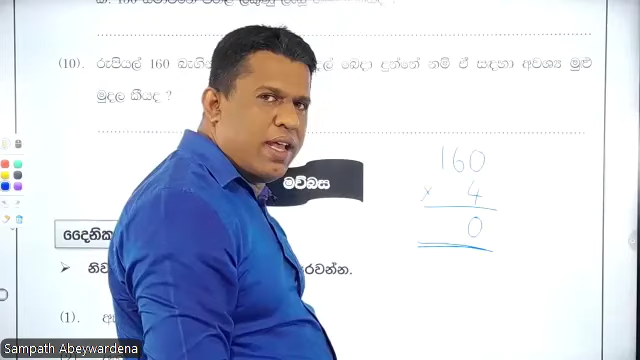 (10). රුපියල් 160 බැගි ල් බෙදා දුන්නේ නම් ඒ සඳහා අවශ්‍ය මුළු
මුදල කීයද ?
160
× 4
0
මව්බස
දෛනික
➤ නිව රවන්න.
(1). අ
Sampath Abeywardena